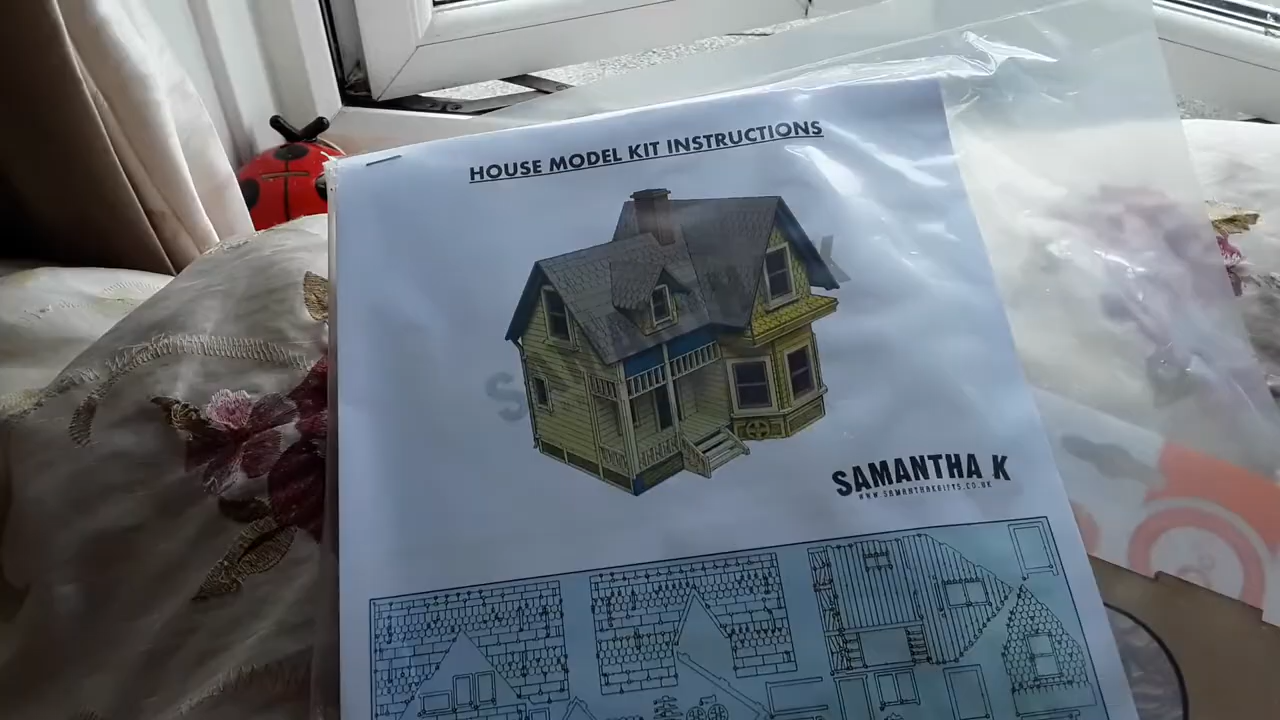 HOUSE MODEL KIT INSTRUCTIONS
SAMANTHA K
WWW.SAMANTHAKGIFTS.CO.UK